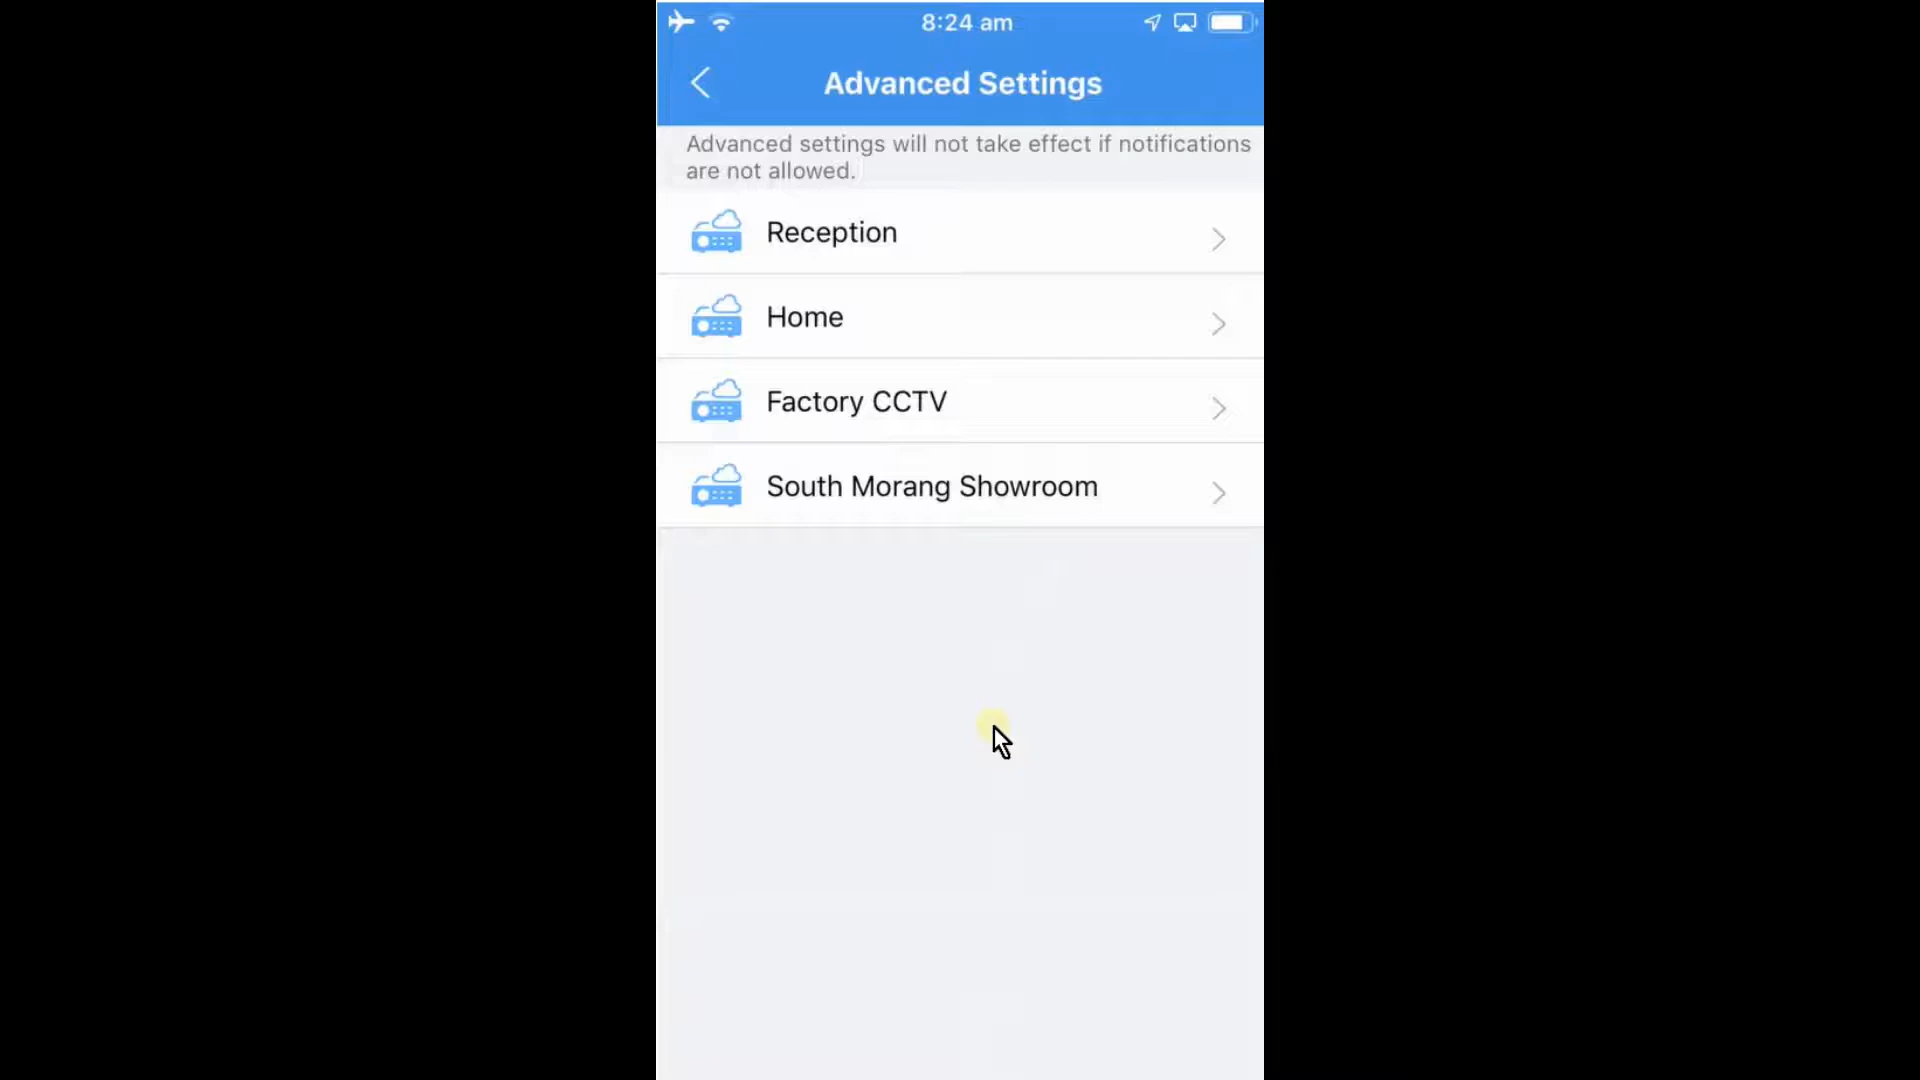 8:24 am
Advanced Settings
Advanced settings will not take effect if notifications
are not allowed.
Reception
Home
Factory CCTV
South Morang Showroom